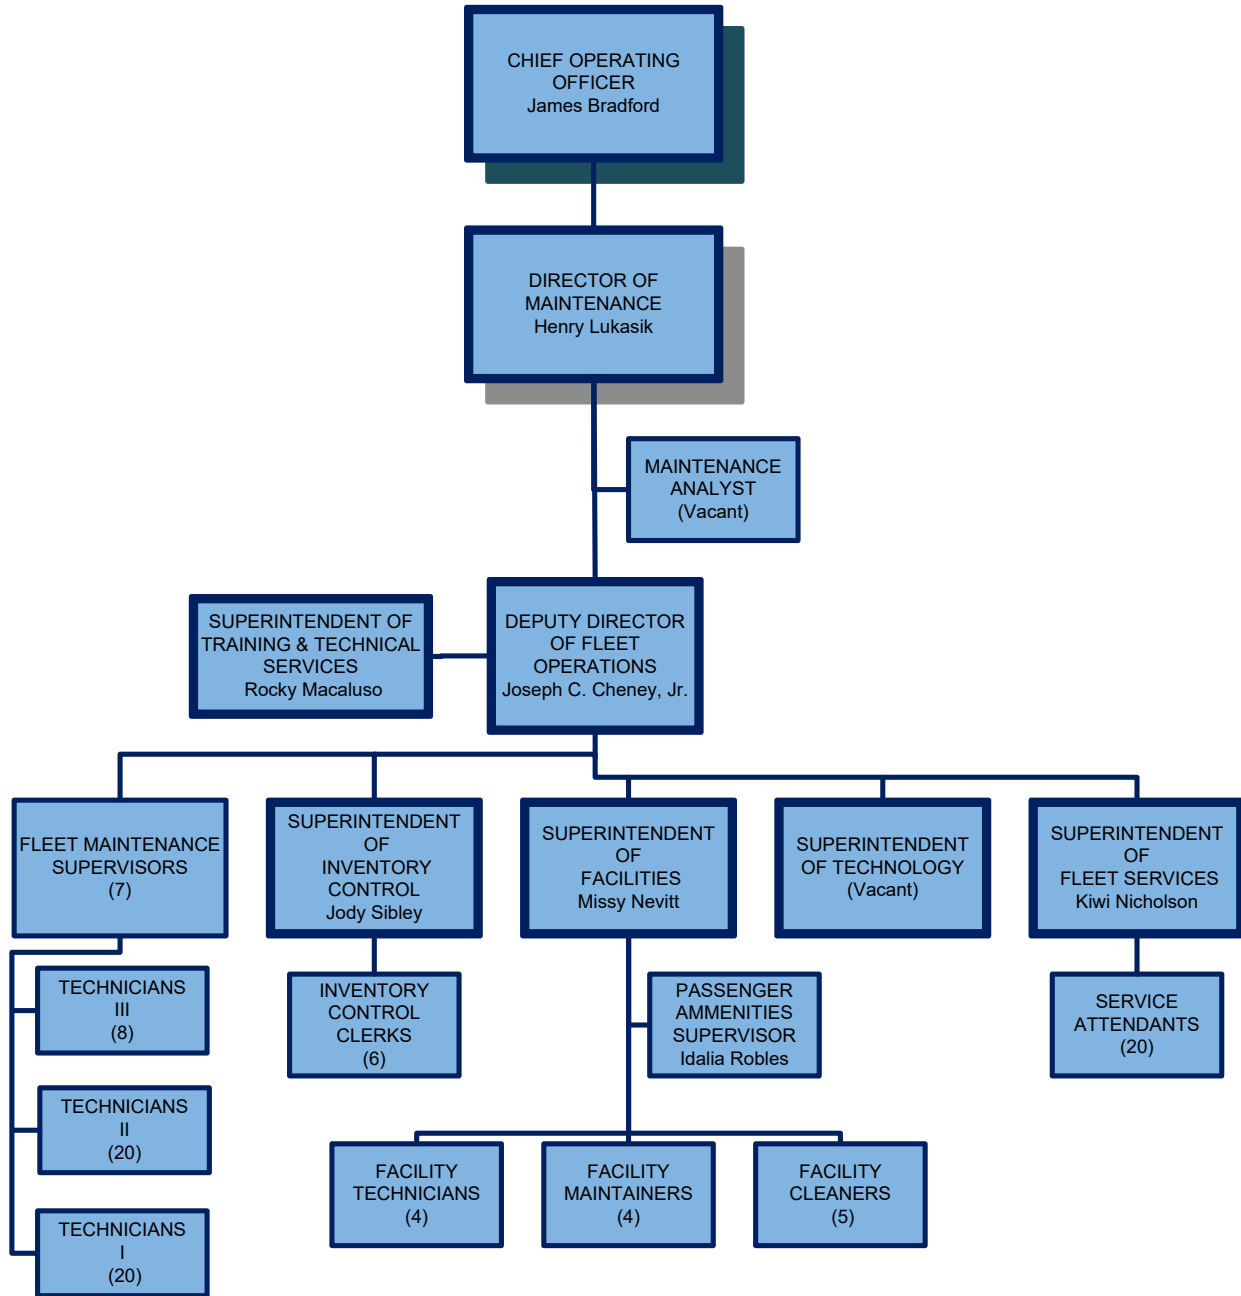 CHIEF OPERATING
OFFICER
James Bradford
DIRECTOR OF
MAINTENANCE
Henry Lukasik
MAINTENANCE
ANALYST
(Vacant)
SUPERINTENDENT OF
TRAINING & TECHNICAL
SERVICES
Rocky Macaluso
DEPUTY DIRECTOR
OF FLEET
OPERATIONS
Joseph C. Cheney, Jr.
FLEET MAINTENANCE
SUPERVISORS
(7)
SUPERINTENDENT
OF
INVENTORY
CONTROL
Jody Sibley
SUPERINTENDENT
OF
FACILITIES
Missy Nevitt
SUPERINTENDENT
OF TECHNOLOGY
(Vacant)
SUPERINTENDENT
OF
FLEET SERVICES
Kiwi Nicholson
TECHNICIANS
III
(8)
INVENTORY
CONTROL
CLERKS
(6)
PASSENGER
AMMENITIES
SUPERVISOR
Idalia Robles
SERVICE
ATTENDANTS
(20)
TECHNICIANS
II
(20)
FACILITY
TECHNICIANS
(4)
FACILITY
MAINTAINERS
(4)
FACILITY
CLEANERS
(5)
TECHNICIANS
I
(20)